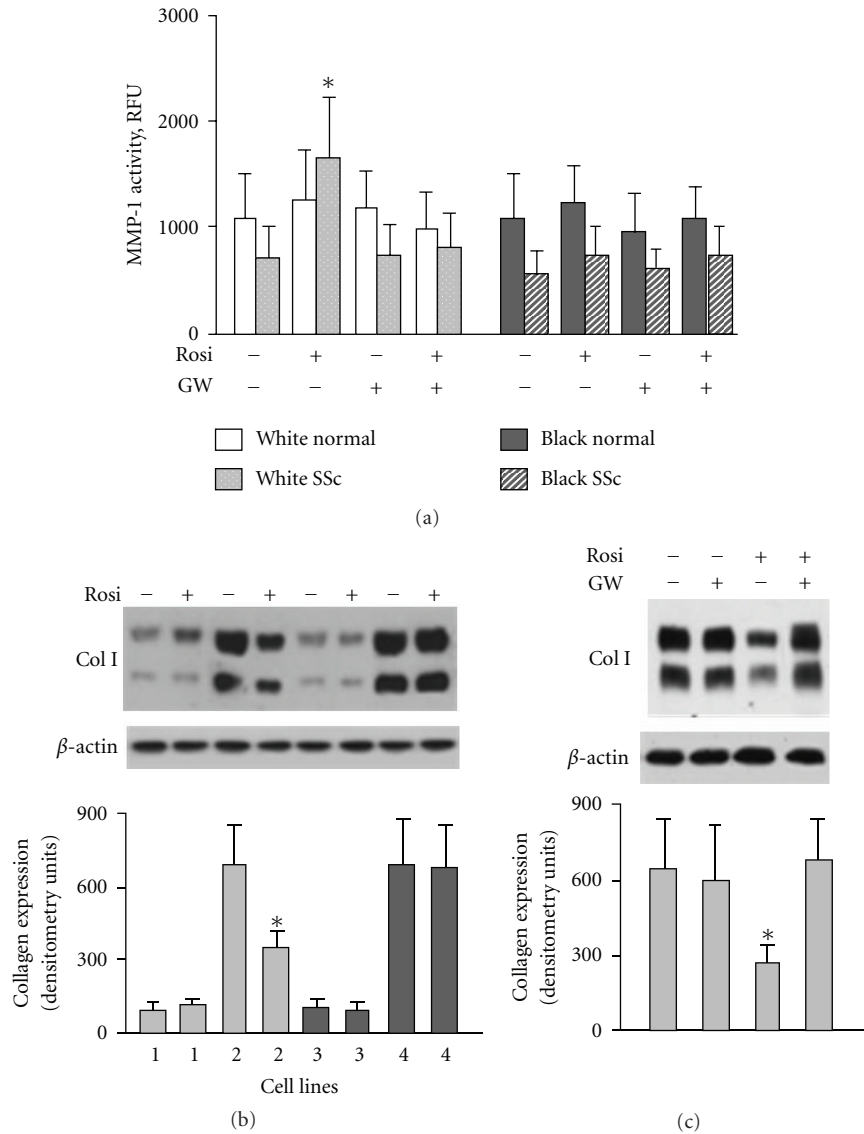 3000
2000
1000
0
MMP-1 activity, RFU
*
Rosi − + − + − + − +
GW − − + + − − + +
White normal
Black normal
White SSc
Black SSc
(a)
Rosi − + − + − + − +
Col I
β-actin
900
600
300
0
Collagen expression
(densitometry units)
*
1 1 2 2 3 3 4 4
Cell lines
(b)
Rosi − − + +
GW − + − +
Col I
β-actin
900
600
300
0
Collagen expression
(densitometry units)
*
(c)